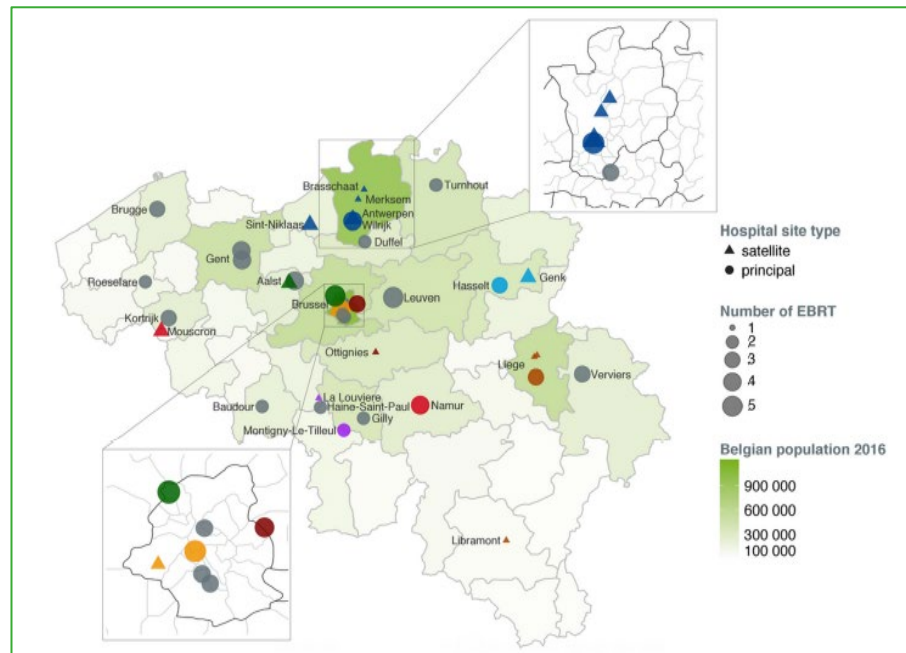 Brasschaat
Turnhout
Merksem
Brugge
Antwerpen
Wilrijk
Sint-Niklaas
Duffel
Gent
Aalst
Hasselt
Genk
Roesefare
Leuven
Brussel
Kortrijk
Mouscron
Ottignies
Liege
Verviers
La Louviere
Baudour
Haine-Saint-Paul
Namur
Gilly
Montigny-Le-Tilleul
Libramont
Hospital site type
satellite
principal
Number of EBRT
1
2
3
4
5
Belgian population 2016
900 000
600 000
300 000
100 000